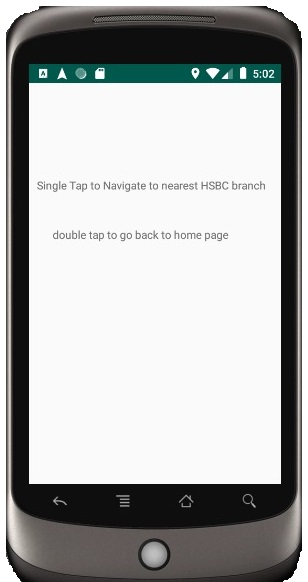 5:02
Single Tap to Navigate to nearest HSBC branch
double tap to go back to home page